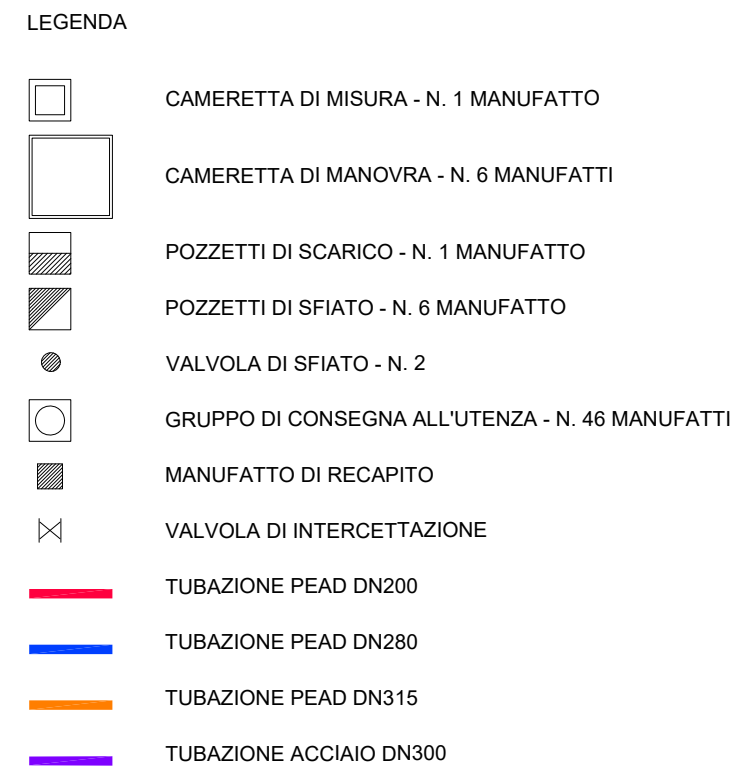 LEGENDA
CAMERETTA DI MISURA - N. 1 MANUFATTO
CAMERETTA DI MANOVRA - N. 6 MANUFATTI
POZZETTI DI SCARICO - N. 1 MANUFATTO
POZZETTI DI SFIATO - N. 6 MANUFATTO
VALVOLA DI SFIATO - N. 2
GRUPPO DI CONSEGNA ALL'UTENZA - N. 46 MANUFATTI
MANUFATTO DI RECAPITO
VALVOLA DI INTERCETTAZIONE
TUBAZIONE PEAD DN200
TUBAZIONE PEAD DN280
TUBAZIONE PEAD DN315
TUBAZIONE ACCIAIO DN300